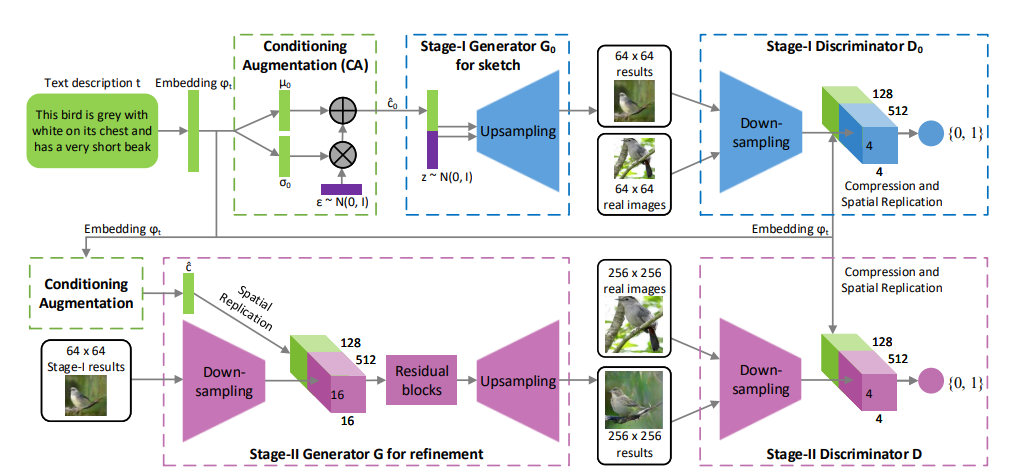 Conditioning
Augmentation (CA)
Stage-I Generator G₀
for sketch
Stage-I Discriminator D₀
Text description t
Embedding φₜ
This bird is grey with
white on its chest and
has a very short beak
μ₀
σ₀
ε ~ N(0, I)
ĉ₀
z ~ N(0, I)
Upsampling
64 x 64
results
64 x 64
real images
Down-
sampling
128
512
4
4
{0, 1}
Compression and
Spatial Replication
Embedding φₜ
Embedding φₜ
Conditioning
Augmentation
ĉ
Spatial
Replication
64 x 64
Stage-I results
Down-
sampling
128
512
16
16
Residual
blocks
Upsampling
Stage-II Generator G for refinement
256 x 256
real images
256 x 256
results
Compression and
Spatial Replication
Down-
sampling
128
512
4
4
{0, 1}
Stage-II Discriminator D